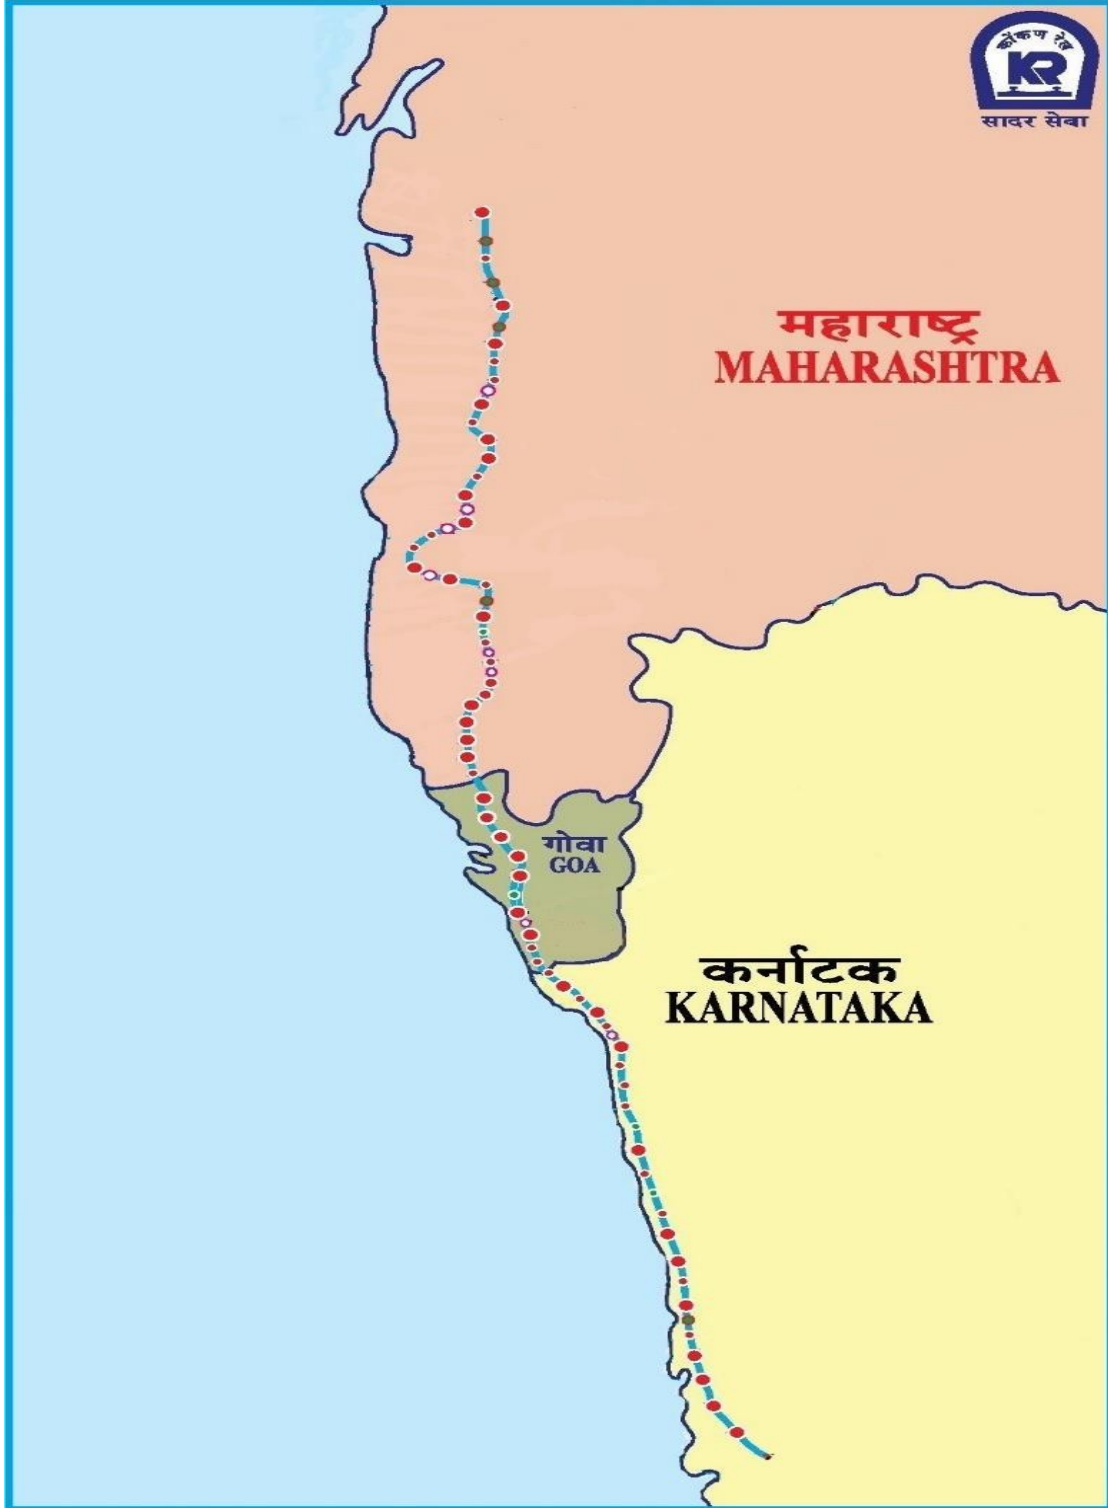 कोंकण रेल
KR
सादर सेवा
महाराष्ट्र
MAHARASHTRA
गोवा
GOA
कर्नाटक
KARNATAKA